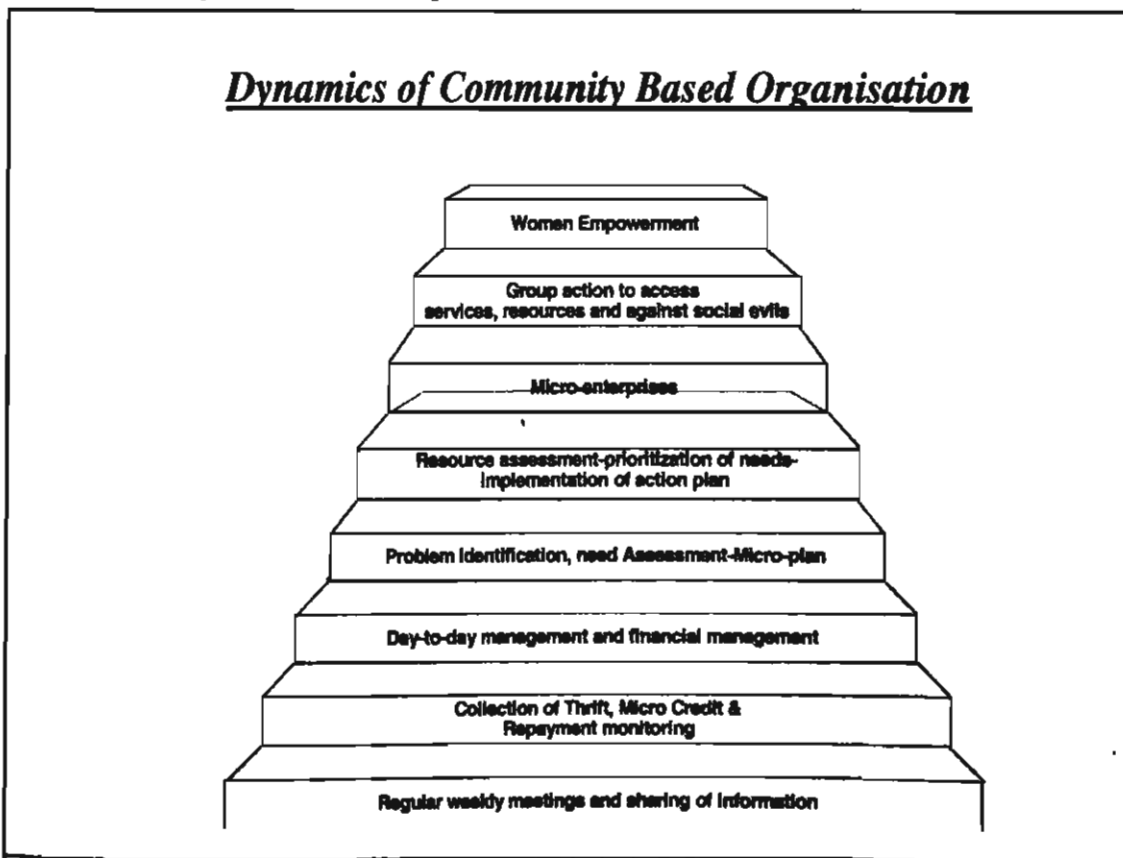 Dynamics of Community Based Organisation
Women Empowerment
Group action to access
services, resources and against social evils
Micro-enterprises
Resource assessment-prioritization of needs-
Implementation of action plan
Problem Identification, need Assessment-Micro-plan
Day-to-day management and financial management
Collection of Thrift, Micro Credit &
Repayment monitoring
Regular weekly meetings and sharing of Information